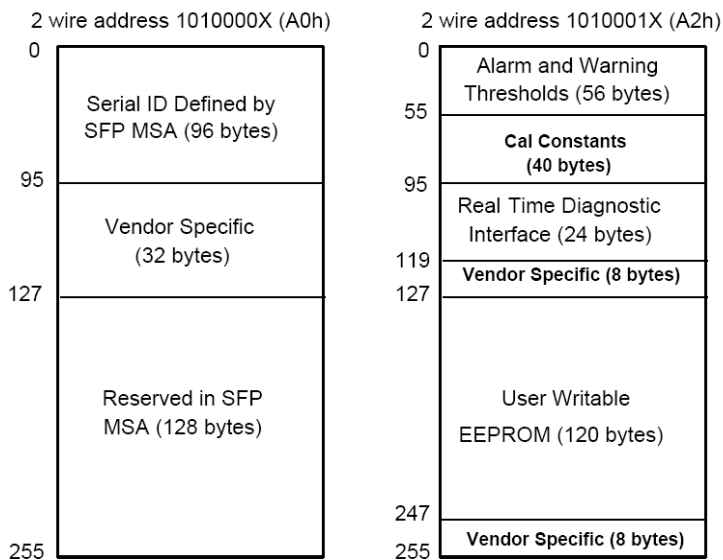 2 wire address 1010000X (A0h)
0
Serial ID Defined by
SFP MSA (96 bytes)
95
Vendor Specific
(32 bytes)
127
Reserved in SFP
MSA (128 bytes)
255
2 wire address 1010001X (A2h)
0
Alarm and Warning
Thresholds (56 bytes)
55
Cal Constants
(40 bytes)
95
Real Time Diagnostic
Interface (24 bytes)
119
Vendor Specific (8 bytes)
127
User Writable
EEPROM (120 bytes)
247
Vendor Specific (8 bytes)
255